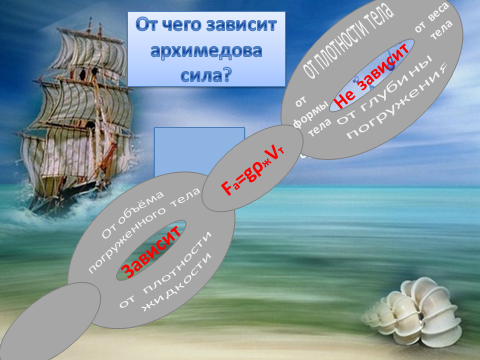 От чего зависит
архимедова
сила?
от плотности тела
от веса
тела
Не зависит
от
формы
тела
от глубины
погружения
Fа=gρжVт
От объёма
погруженного тела
Зависит
от плотности
жидкости